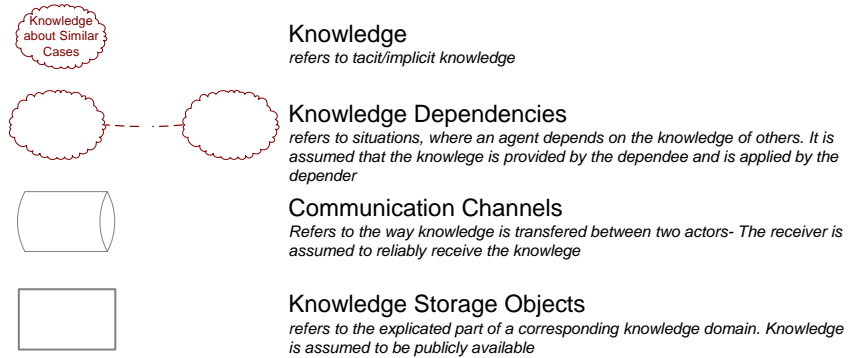 Knowledge
about Similar
Cases
Knowledge
refers to tacit/implicit knowledge
Knowledge Dependencies
refers to situations, where an agent depends on the knowledge of others. It is
assumed that the knowlege is provided by the dependee and is applied by the
depender
Communication Channels
Refers to the way knowledge is transfered between two actors- The receiver is
assumed to reliably receive the knowlege
Knowledge Storage Objects
refers to the explicated part of a corresponding knowledge domain. Knowledge
is assumed to be publicly available